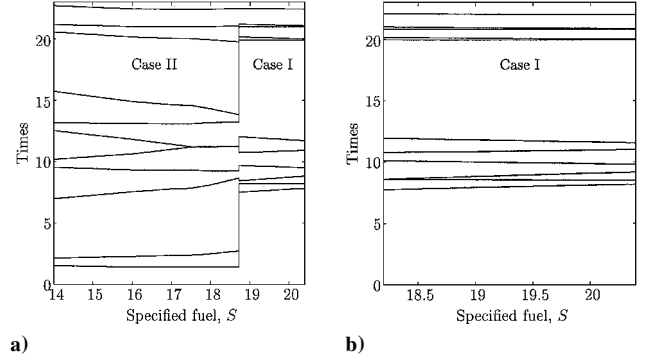 20
15
10
5
0
Times
Case II
Case I
14 15 16 17 18 19 20
Specified fuel, S
a)
20
15
10
5
0
Times
Case I
18.5 19 19.5 20
Specified fuel, S
b)